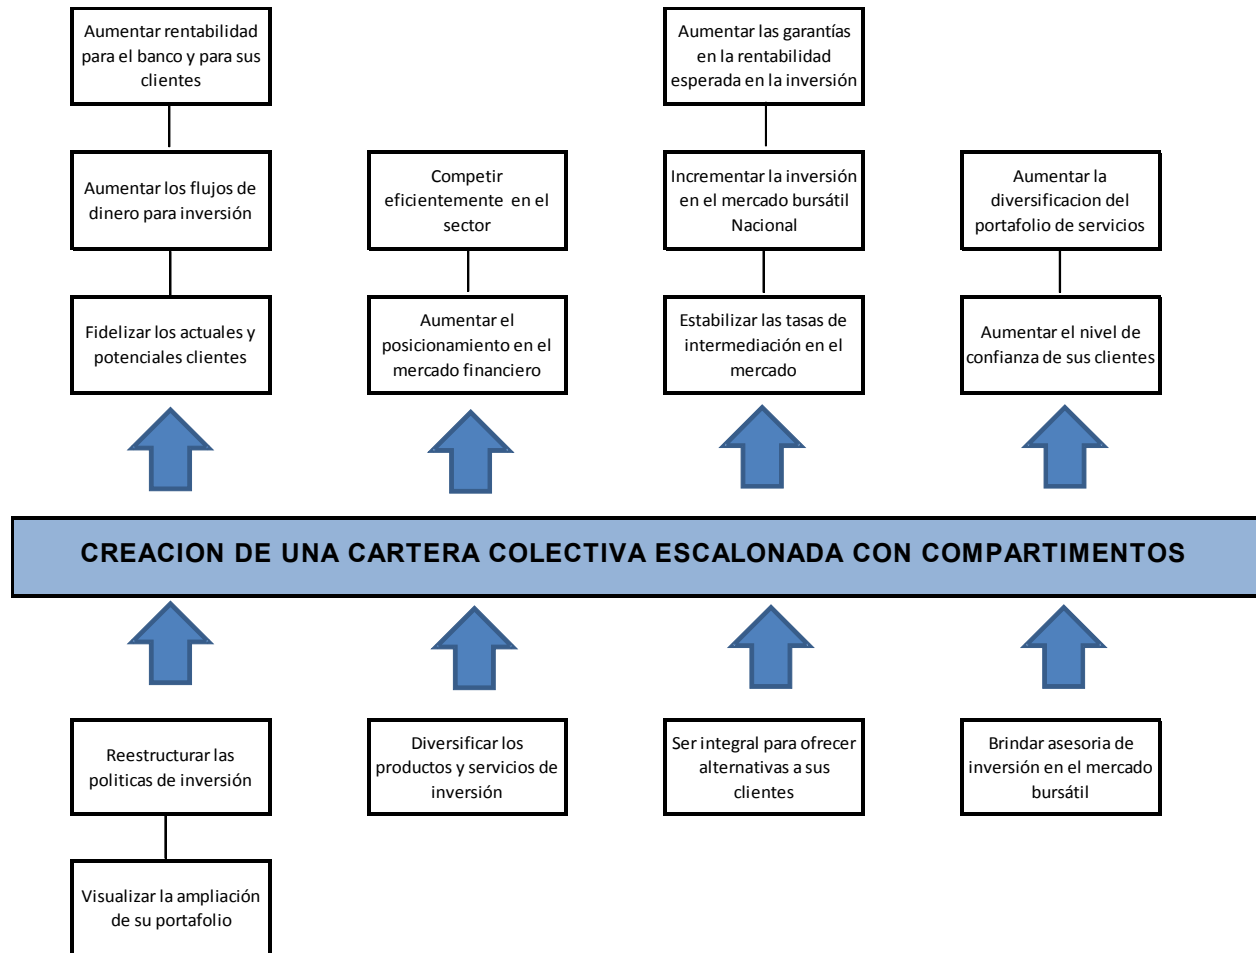 Aumentar rentabilidad
para el banco y para sus
clientes
Aumentar las garantías
en la rentabilidad
esperada en la inversión
Aumentar los flujos de
dinero para inversión
Competir
eficientemente en el
sector
Incrementar la inversión
en el mercado bursátil
Nacional
Aumentar la
diversificacion del
portafolio de servicios
Fidelizar los actuales y
potenciales clientes
Aumentar el
posicionamiento en el
mercado financiero
Estabilizar las tasas de
intermediación en el
mercado
Aumentar el nivel de
confianza de sus clientes
CREACION DE UNA CARTERA COLECTIVA ESCALONADA CON COMPARTIMENTOS
Reestructurar las
politicas de inversión
Diversificar los
productos y servicios de
inversión
Ser integral para ofrecer
alternativas a sus
clientes
Brindar asesoria de
inversión en el mercado
bursátil
Visualizar la ampliación
de su portafolio